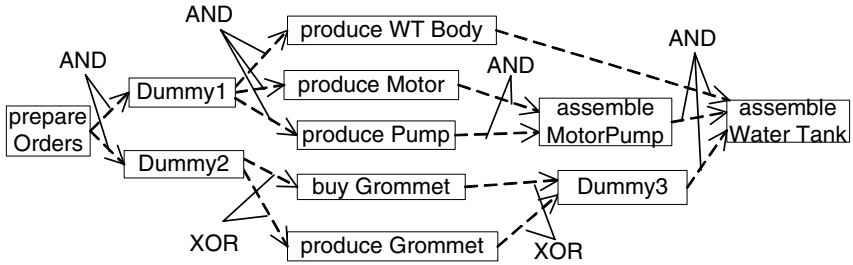 AND
produce WT Body
AND
AND
AND
Dummy1
produce Motor
prepare
Orders
assemble
MotorPump
assemble
Water Tank
produce Pump
Dummy2
buy Grommet
Dummy3
XOR
produce Grommet
XOR